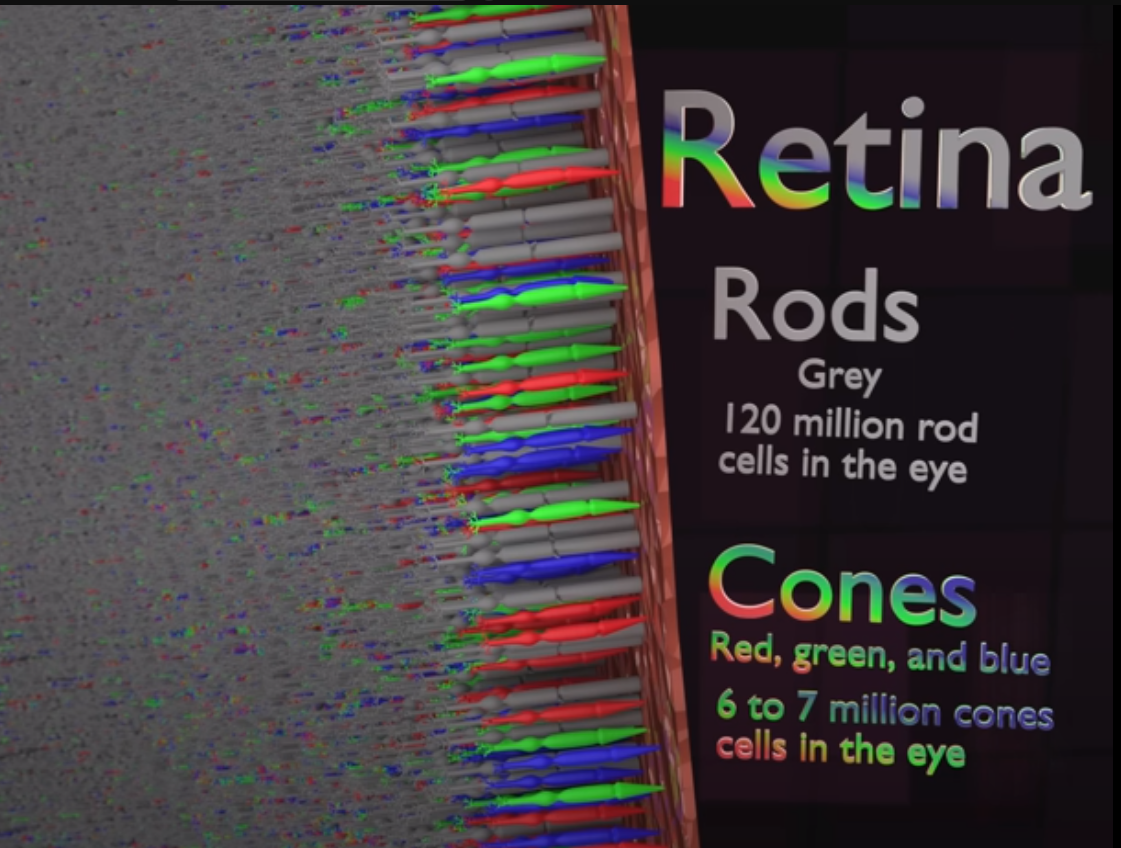 Retina
Rods
Grey
120 million rod
cells in the eye
Cones
Red, green, and blue
6 to 7 million cones
cells in the eye